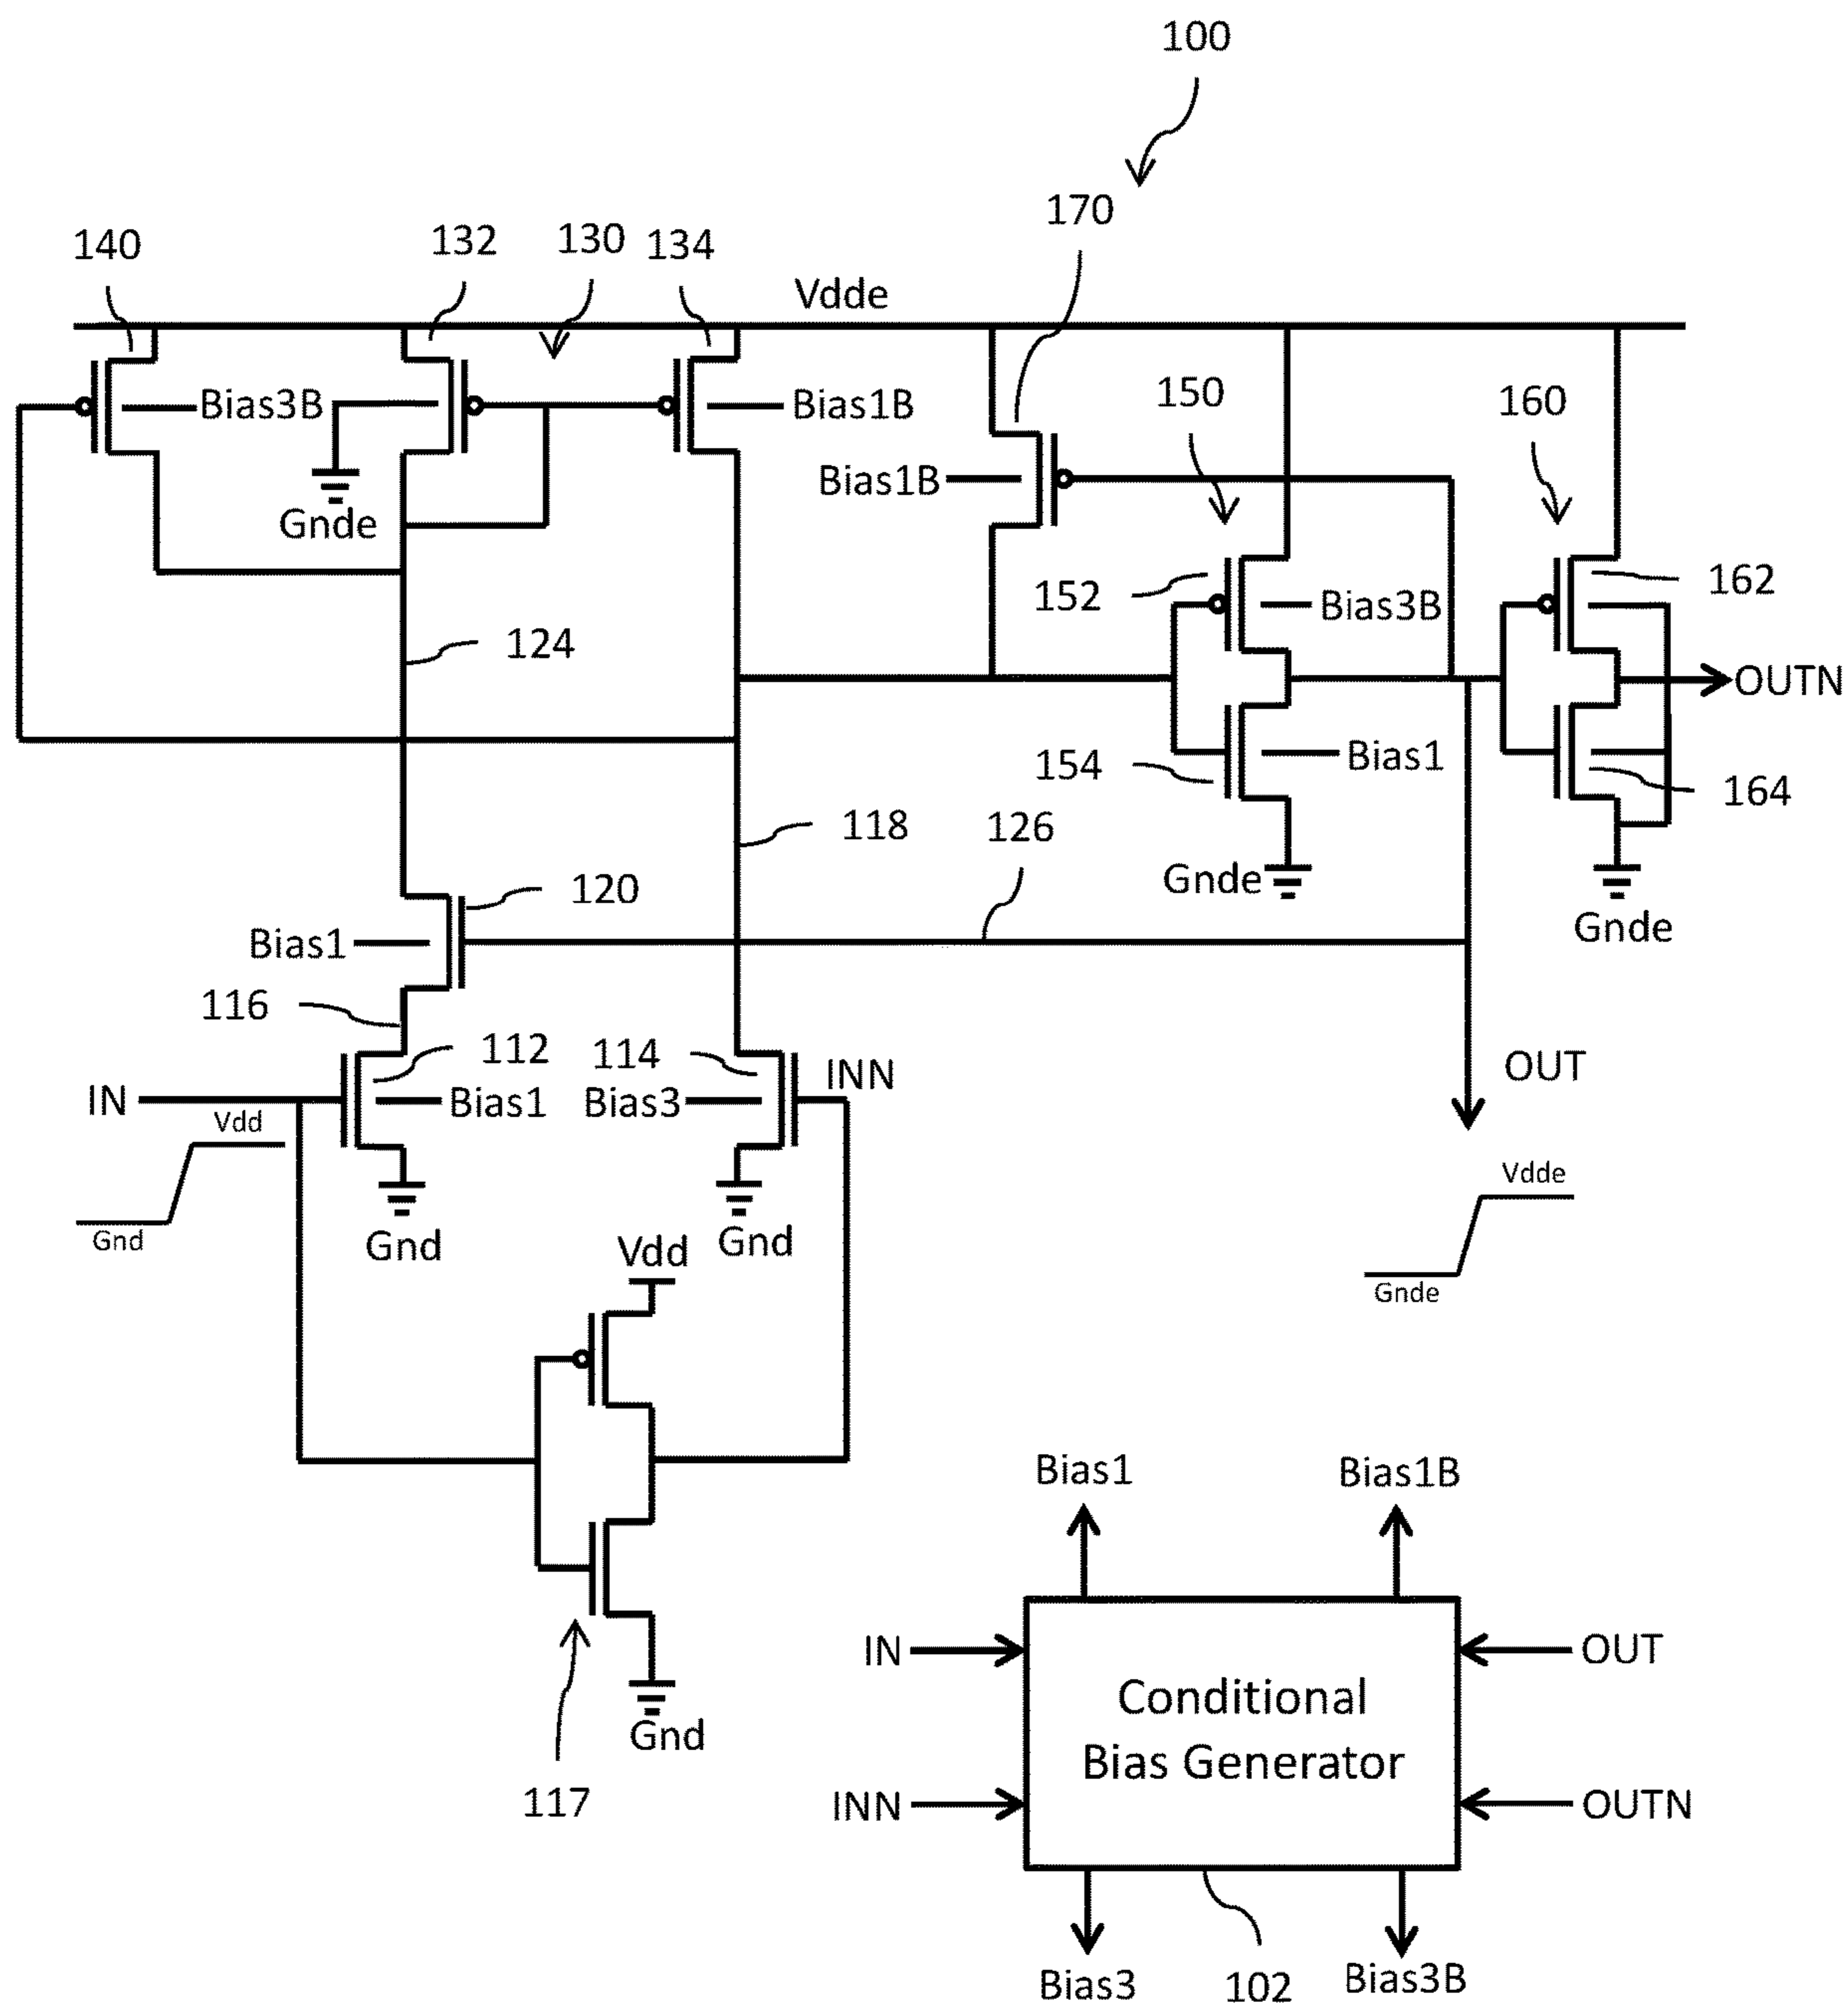 100
170
140
132
130
134
Vdde
Bias3B
Bias1B
150
160
Bias1B
Gnde
152
Bias3B
162
124
OUTN
154
Bias1
164
118
126
Gnde
120
Gnde
Bias1
116
112
114
INN
OUT
IN
Bias1
Bias3
Vdd
Vdde
Gnd
Gnd
Gnd
Vdd
Gnde
Bias1
Bias1B
IN
OUT
Conditional
Bias Generator
Gnd
117
INN
OUTN
Bias3
102
Bias3B